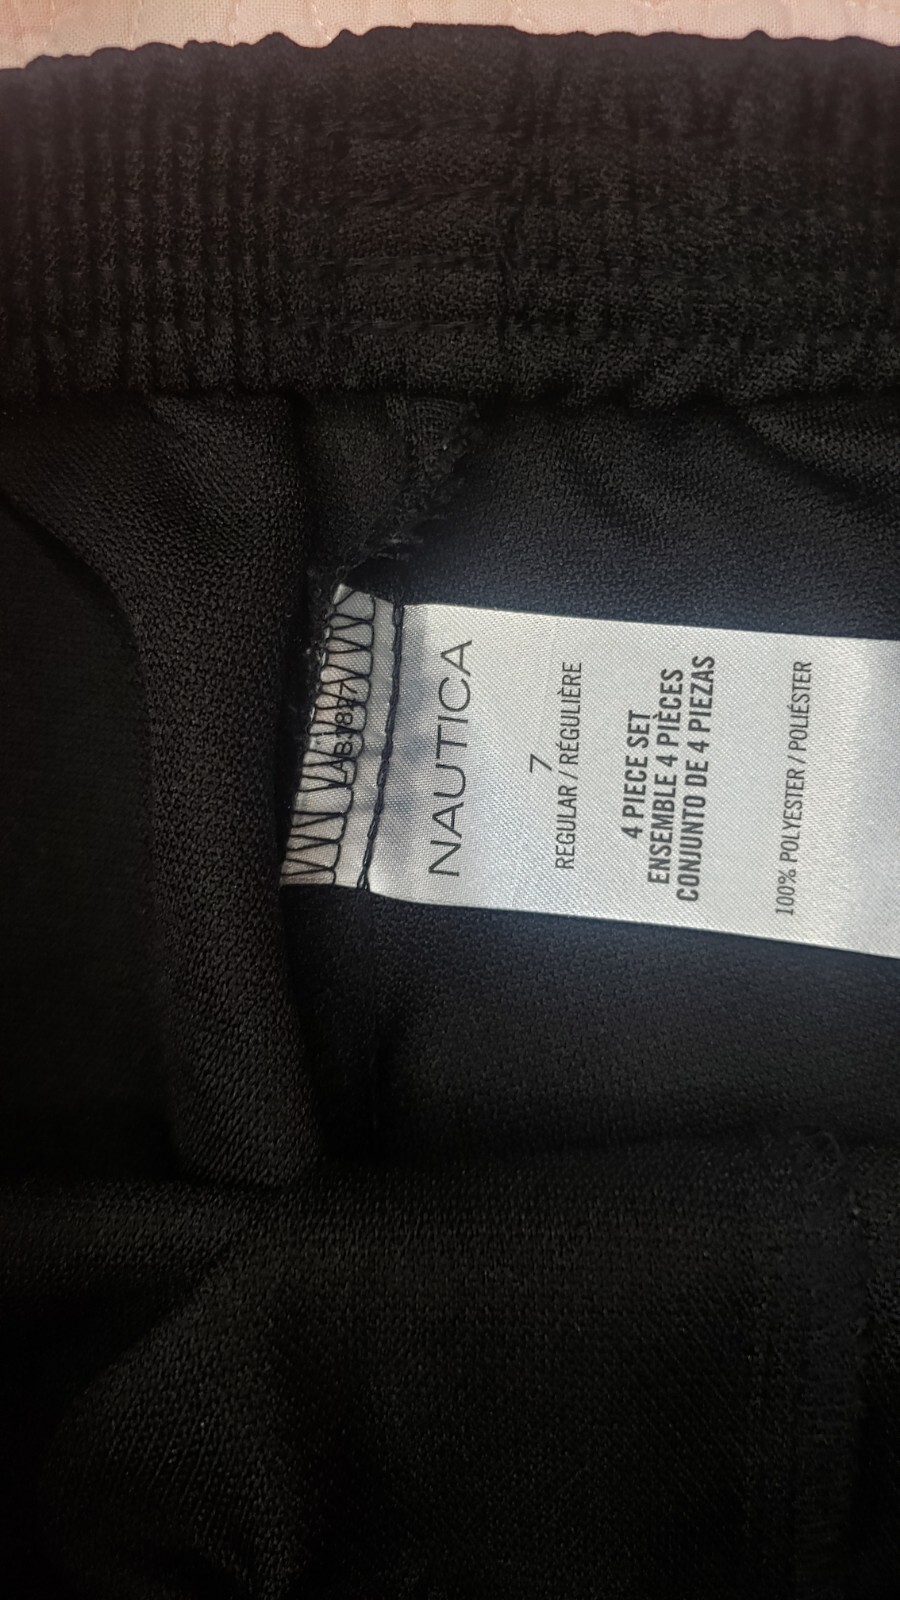 NAUTICA
7
REGULAR / RÉGULIÈRE
4 PIECE SET
ENSEMBLE 4 PIÈCES
CONJUNTO DE 4 PIEZAS
100% POLYESTER / POLIÉSTER